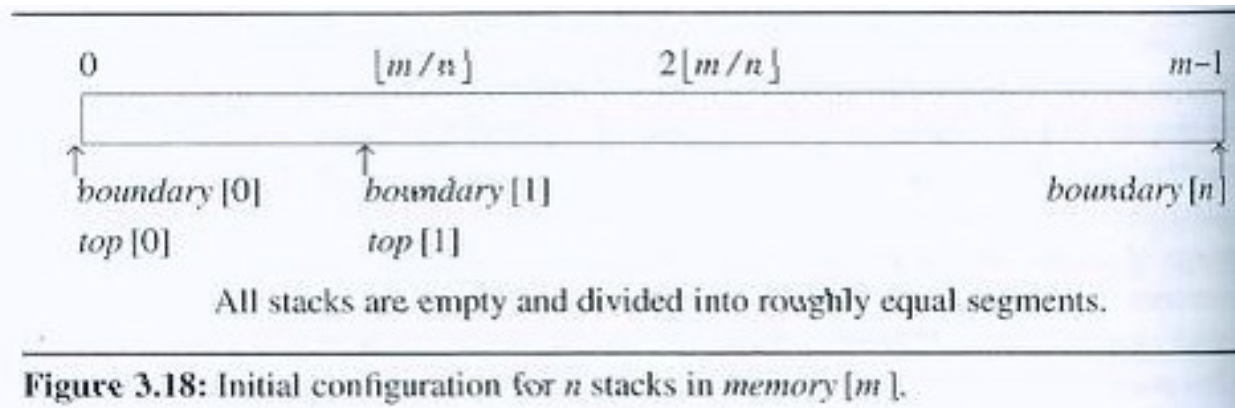 0 ⌊m/n⌋ 2⌊m/n⌋ m−1
boundary [0] boundary [1] boundary [n]
top [0] top [1]
All stacks are empty and divided into roughly equal segments.
Figure 3.18: Initial configuration for n stacks in memory [m].